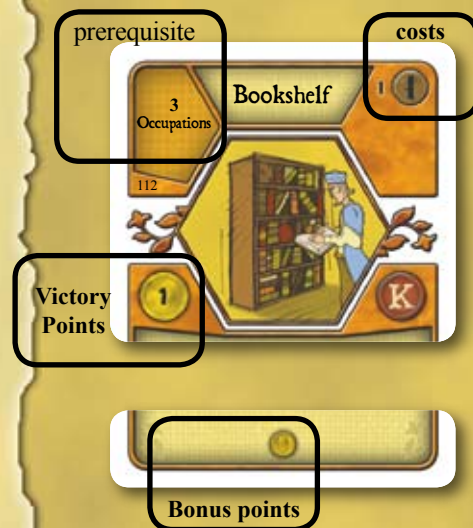 prerequisite
costs
3
Occupations
Bookshelf
1
112
Victory
Points
1
K
Bonus points